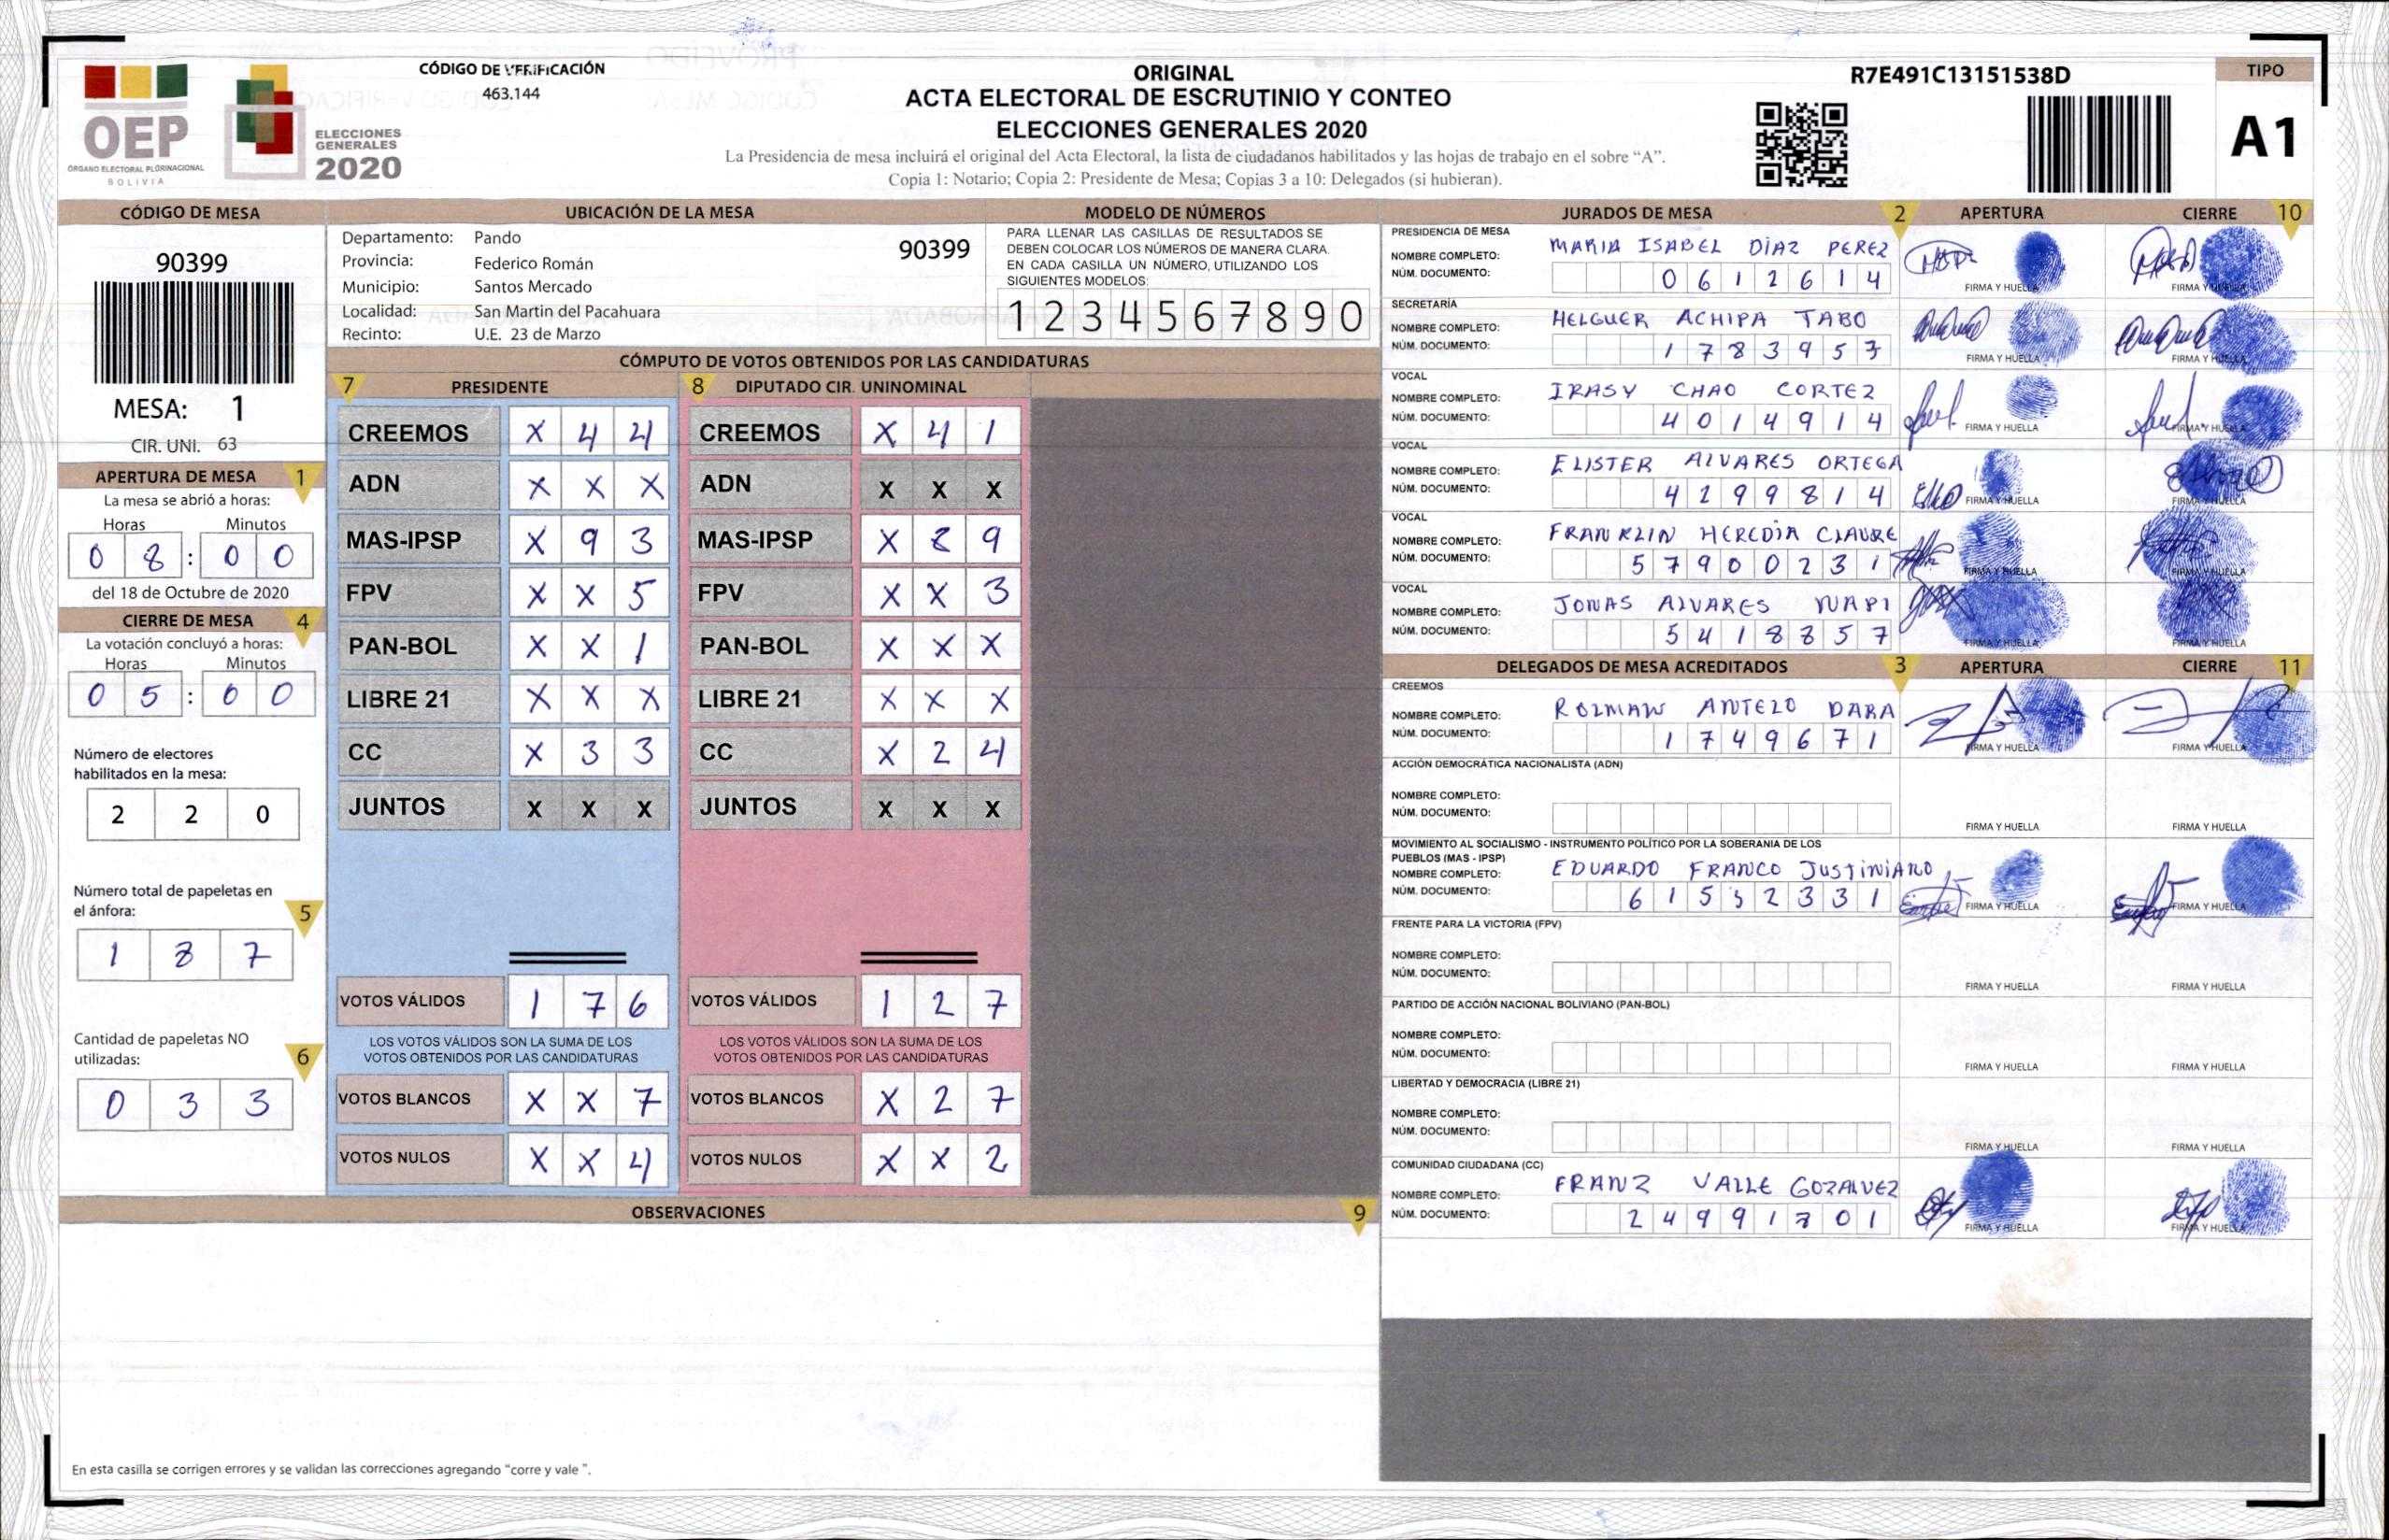 CÓDIGO DE VERIFICACIÓN
463.144
ORIGINAL
ACTA ELECTORAL DE ESCRUTINIO Y CONTEO
ELECCIONES GENERALES 2020
La Presidencia de mesa incluirá el original del Acta Electoral, la lista de ciudadanos habilitados y las hojas de trabajo en el sobre “A”.
Copia 1: Notario; Copia 2: Presidente de Mesa; Copias 3 a 10: Delegados (si hubieran).
R7E491C13151538D
TIPO
A1
OEP
ÓRGANO ELECTORAL PLURINACIONAL
BOLIVIA
ELECCIONES
GENERALES
2020
CÓDIGO DE MESA
90399
MESA: 1
CIR. UNI. 63
APERTURA DE MESA 1
La mesa se abrió a horas:
Horas Minutos
0 8 : 0 0
del 18 de Octubre de 2020
CIERRE DE MESA 4
La votación concluyó a horas:
Horas Minutos
0 5 : 0 0
Número de electores
habilitados en la mesa:
2 2 0
Número total de papeletas en
el ánfora: 5
1 8 7
Cantidad de papeletas NO
utilizadas: 6
0 3 3
UBICACIÓN DE LA MESA
Departamento: Pando 90399
Provincia: Federico Román
Municipio: Santos Mercado
Localidad: San Martin del Pacahuara
Recinto: U.E. 23 de Marzo
MODELO DE NÚMEROS
PARA LLENAR LAS CASILLAS DE RESULTADOS SE
DEBEN COLOCAR LOS NÚMEROS DE MANERA CLARA.
EN CADA CASILLA UN NÚMERO, UTILIZANDO LOS
SIGUIENTES MODELOS:
1 2 3 4 5 6 7 8 9 0
CÓMPUTO DE VOTOS OBTENIDOS POR LAS CANDIDATURAS
7 PRESIDENTE 8 DIPUTADO CIR. UNINOMINAL
CREEMOS X 4 4 CREEMOS X 4 1
ADN X X X ADN X X X
MAS-IPSP X 9 3 MAS-IPSP X 8 9
FPV X X 5 FPV X X 3
PAN-BOL X X 1 PAN-BOL X X X
LIBRE 21 X X X LIBRE 21 X X X
CC X 3 3 CC X 2 4
JUNTOS X X X JUNTOS X X X
VOTOS VÁLIDOS 1 7 6 VOTOS VÁLIDOS 1 2 7
LOS VOTOS VÁLIDOS SON LA SUMA DE LOS LOS VOTOS VÁLIDOS SON LA SUMA DE LOS
VOTOS OBTENIDOS POR LAS CANDIDATURAS VOTOS OBTENIDOS POR LAS CANDIDATURAS
VOTOS BLANCOS X X 7 VOTOS BLANCOS X 2 7
VOTOS NULOS X X 4 VOTOS NULOS X X 2
OBSERVACIONES 9
En esta casilla se corrigen errores y se validan las correcciones agregando “corre y vale ”.
JURADOS DE MESA 2 APERTURA CIERRE 10
PRESIDENCIA DE MESA
NOMBRE COMPLETO: MARIA ISABEL DIAZ PEREZ
NÚM. DOCUMENTO: 0 6 1 2 6 1 4
FIRMA Y HUELLA FIRMA Y HUELLA
SECRETARÍA
NOMBRE COMPLETO: HELGUER ACHIPA TABO
NÚM. DOCUMENTO: 1 7 8 3 9 5 3
FIRMA Y HUELLA FIRMA Y HUELLA
VOCAL
NOMBRE COMPLETO: IRASY CHAO CORTEZ
NÚM. DOCUMENTO: 4 0 1 4 9 1 4
FIRMA Y HUELLA FIRMA Y HUELLA
VOCAL
NOMBRE COMPLETO: ELISTER ALVARES ORTEGA
NÚM. DOCUMENTO: 4 2 9 9 8 1 4
FIRMA Y HUELLA FIRMA Y HUELLA
VOCAL
NOMBRE COMPLETO: FRANKLIN HEREDIA CLAURE
NÚM. DOCUMENTO: 5 7 9 0 0 2 3 1
FIRMA Y HUELLA FIRMA Y HUELLA
VOCAL
NOMBRE COMPLETO: JONAS ALVARES YUAPI
NÚM. DOCUMENTO: 5 4 1 8 8 5 7
FIRMA Y HUELLA FIRMA Y HUELLA
DELEGADOS DE MESA ACREDITADOS 3 APERTURA CIERRE 11
CREEMOS
NOMBRE COMPLETO: ROLMAN ANTELO DARA
NÚM. DOCUMENTO: 1 7 4 9 6 7 1
FIRMA Y HUELLA FIRMA Y HUELLA
ACCIÓN DEMOCRÁTICA NACIONALISTA (ADN)
NOMBRE COMPLETO:
NÚM. DOCUMENTO:
FIRMA Y HUELLA FIRMA Y HUELLA
MOVIMIENTO AL SOCIALISMO - INSTRUMENTO POLÍTICO POR LA SOBERANIA DE LOS
PUEBLOS (MAS - IPSP)
NOMBRE COMPLETO: EDUARDO FRANCO JUSTINIANO
NÚM. DOCUMENTO: 6 1 5 3 2 3 3 1
FIRMA Y HUELLA FIRMA Y HUELLA
FRENTE PARA LA VICTORIA (FPV)
NOMBRE COMPLETO:
NÚM. DOCUMENTO:
FIRMA Y HUELLA FIRMA Y HUELLA
PARTIDO DE ACCIÓN NACIONAL BOLIVIANO (PAN-BOL)
NOMBRE COMPLETO:
NÚM. DOCUMENTO:
FIRMA Y HUELLA FIRMA Y HUELLA
LIBERTAD Y DEMOCRACIA (LIBRE 21)
NOMBRE COMPLETO:
NÚM. DOCUMENTO:
FIRMA Y HUELLA FIRMA Y HUELLA
COMUNIDAD CIUDADANA (CC)
NOMBRE COMPLETO: FRANZ VALLE GOZALVEZ
NÚM. DOCUMENTO: 2 4 9 9 1 7 0 1
FIRMA Y HUELLA FIRMA Y HUELLA